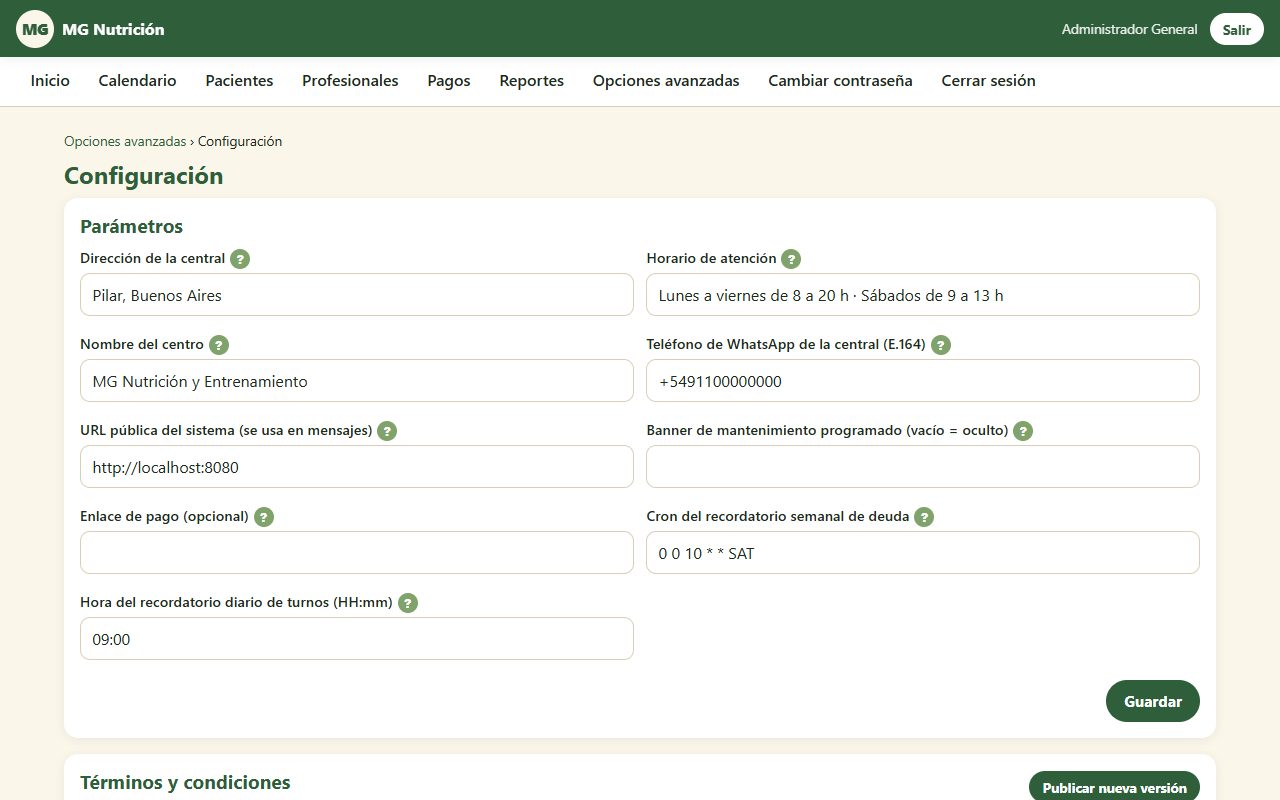 MG MG Nutrición Administrador General Salir
Inicio Calendario Pacientes Profesionales Pagos Reportes Opciones avanzadas Cambiar contraseña Cerrar sesión
Opciones avanzadas › Configuración
Configuración
Parámetros
Dirección de la central ? Horario de atención ?
Pilar, Buenos Aires Lunes a viernes de 8 a 20 h · Sábados de 9 a 13 h
Nombre del centro ? Teléfono de WhatsApp de la central (E.164) ?
MG Nutrición y Entrenamiento +5491100000000
URL pública del sistema (se usa en mensajes) ? Banner de mantenimiento programado (vacío = oculto) ?
http://localhost:8080
Enlace de pago (opcional) ? Cron del recordatorio semanal de deuda ?
0 0 10 * * SAT
Hora del recordatorio diario de turnos (HH:mm) ?
09:00
Guardar
Términos y condiciones Publicar nueva versión